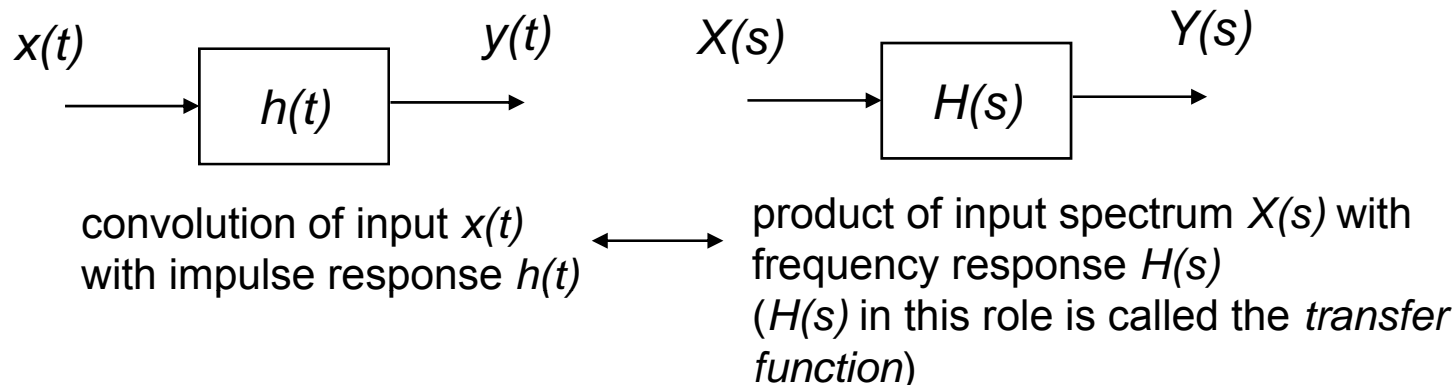 x(t)
h(t)
y(t)
X(s)
H(s)
Y(s)
convolution of input x(t)
with impulse response h(t)
product of input spectrum X(s) with
frequency response H(s)
(H(s) in this role is called the transfer
function)